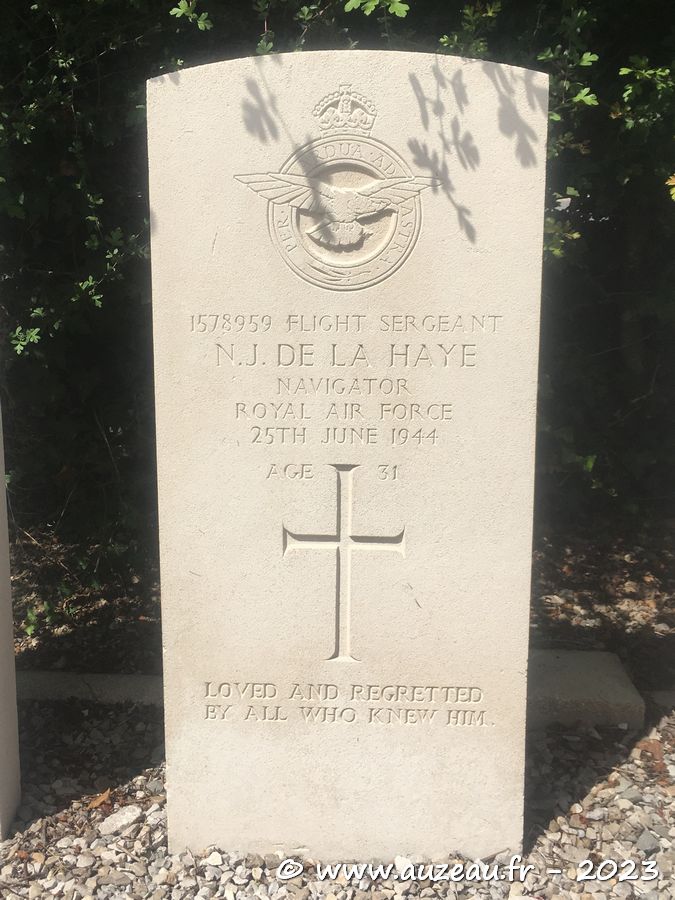 PER ARDUA AD ASTRA
1578959 FLIGHT SERGEANT
N.J. DE LA HAYE
NAVIGATOR
ROYAL AIR FORCE
25TH JUNE 1944
AGE 31
LOVED AND REGRETTED
BY ALL WHO KNEW HIM.
© www.auzeau.fr - 2023